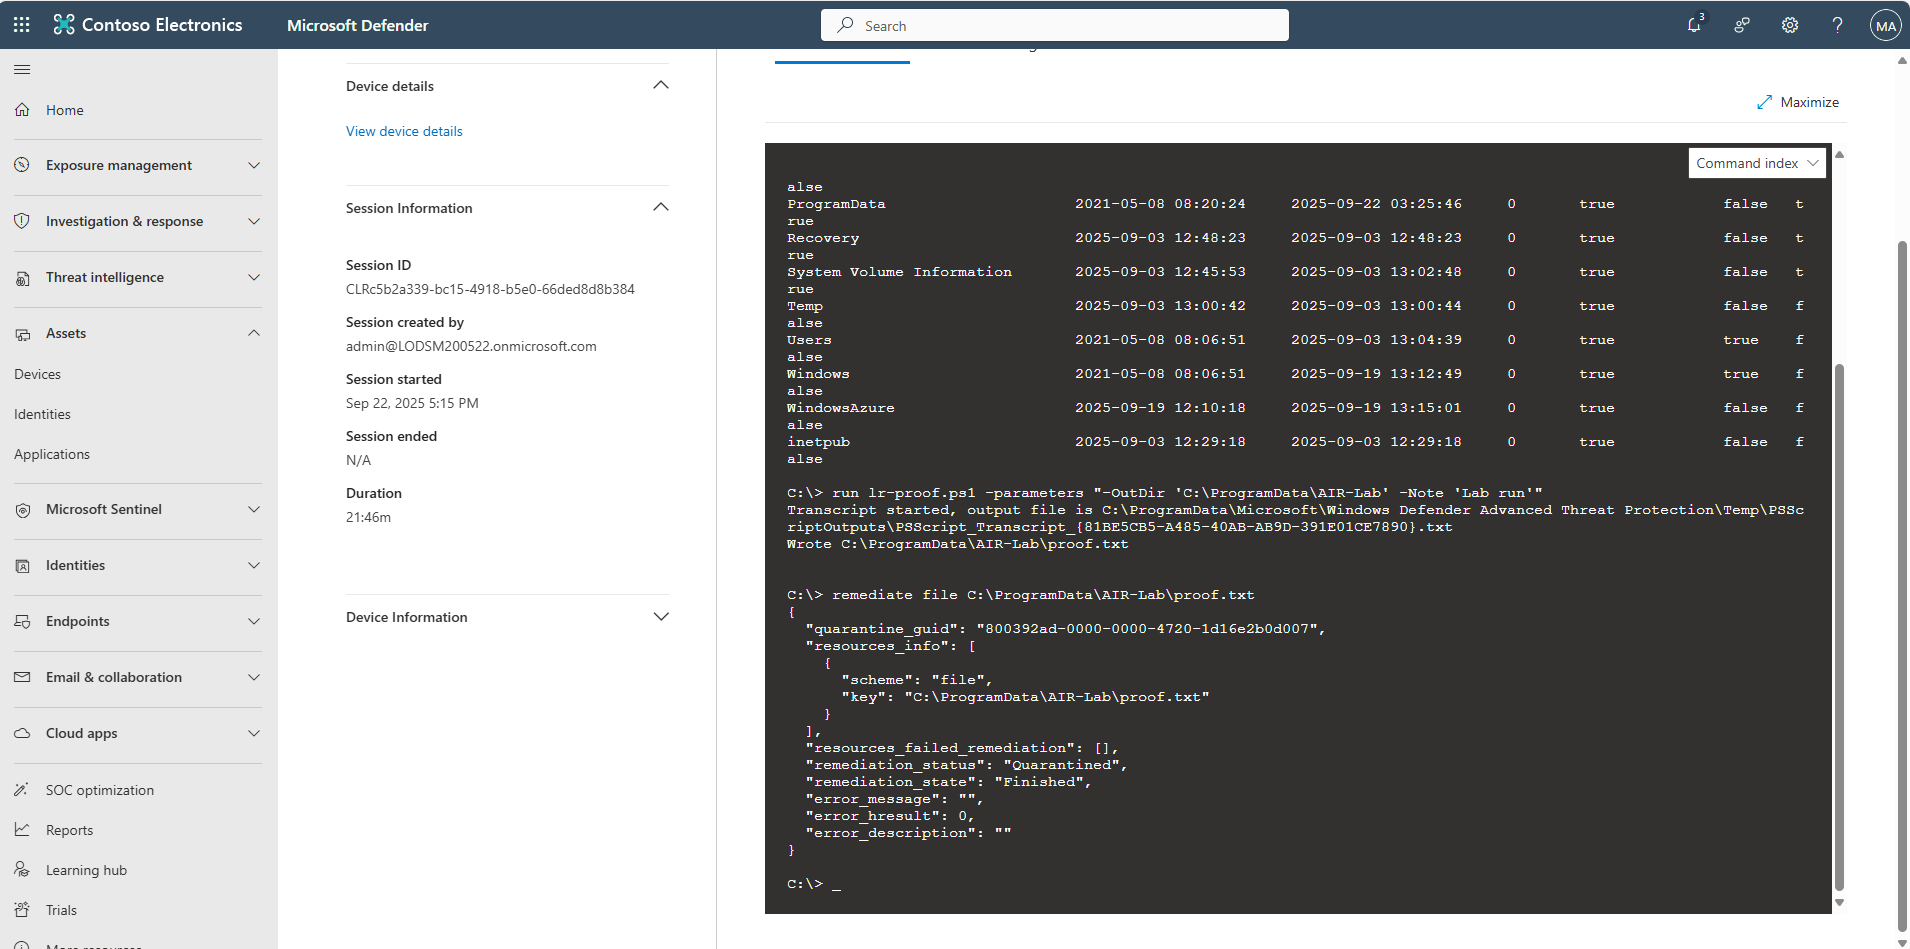 Contoso Electronics
Microsoft Defender
Search
3
MA
Home
Exposure management
Investigation & response
Threat intelligence
Assets
Devices
Identities
Applications
Microsoft Sentinel
Identities
Endpoints
Email & collaboration
Cloud apps
SOC optimization
Reports
Learning hub
Trials
Device details
View device details
Session Information
Session ID
CLRc5b2a339-bc15-4918-b5e0-66ded8d8b384
Session created by
admin@LODSM200522.onmicrosoft.com
Session started
Sep 22, 2025 5:15 PM
Session ended
N/A
Duration
21:46m
Device Information
Maximize
Command index
alse
ProgramData 2021-05-08 08:20:24 2025-09-22 03:25:46 0 true false t
rue
Recovery 2025-09-03 12:48:23 2025-09-03 12:48:23 0 true false t
rue
System Volume Information 2025-09-03 12:45:53 2025-09-03 13:02:48 0 true false t
rue
Temp 2025-09-03 13:00:42 2025-09-03 13:00:44 0 true false f
alse
Users 2021-05-08 08:06:51 2025-09-03 13:04:39 0 true true f
alse
Windows 2021-05-08 08:06:51 2025-09-19 13:12:49 0 true true f
alse
WindowsAzure 2025-09-19 12:10:18 2025-09-19 13:15:01 0 true false f
alse
inetpub 2025-09-03 12:29:18 2025-09-03 12:29:18 0 true false f
alse
C:\> run lr-proof.ps1 -parameters "-OutDir 'C:\ProgramData\AIR-Lab' -Note 'Lab run'"
Transcript started, output file is C:\ProgramData\Microsoft\Windows Defender Advanced Threat Protection\Temp\PSSc
riptOutputs\PSScript_Transcript_{81BE5CB5-A485-40AB-AB9D-391E01CE7890}.txt
Wrote C:\ProgramData\AIR-Lab\proof.txt
C:\> remediate file C:\ProgramData\AIR-Lab\proof.txt
{
"quarantine_guid": "800392ad-0000-0000-4720-1d16e2b0d007",
"resources_info": [
{
"scheme": "file",
"key": "C:\ProgramData\AIR-Lab\proof.txt"
}
],
"resources_failed_remediation": [],
"remediation_status": "Quarantined",
"remediation_state": "Finished",
"error_message": "",
"error_hresult": 0,
"error_description": ""
}
C:\> _